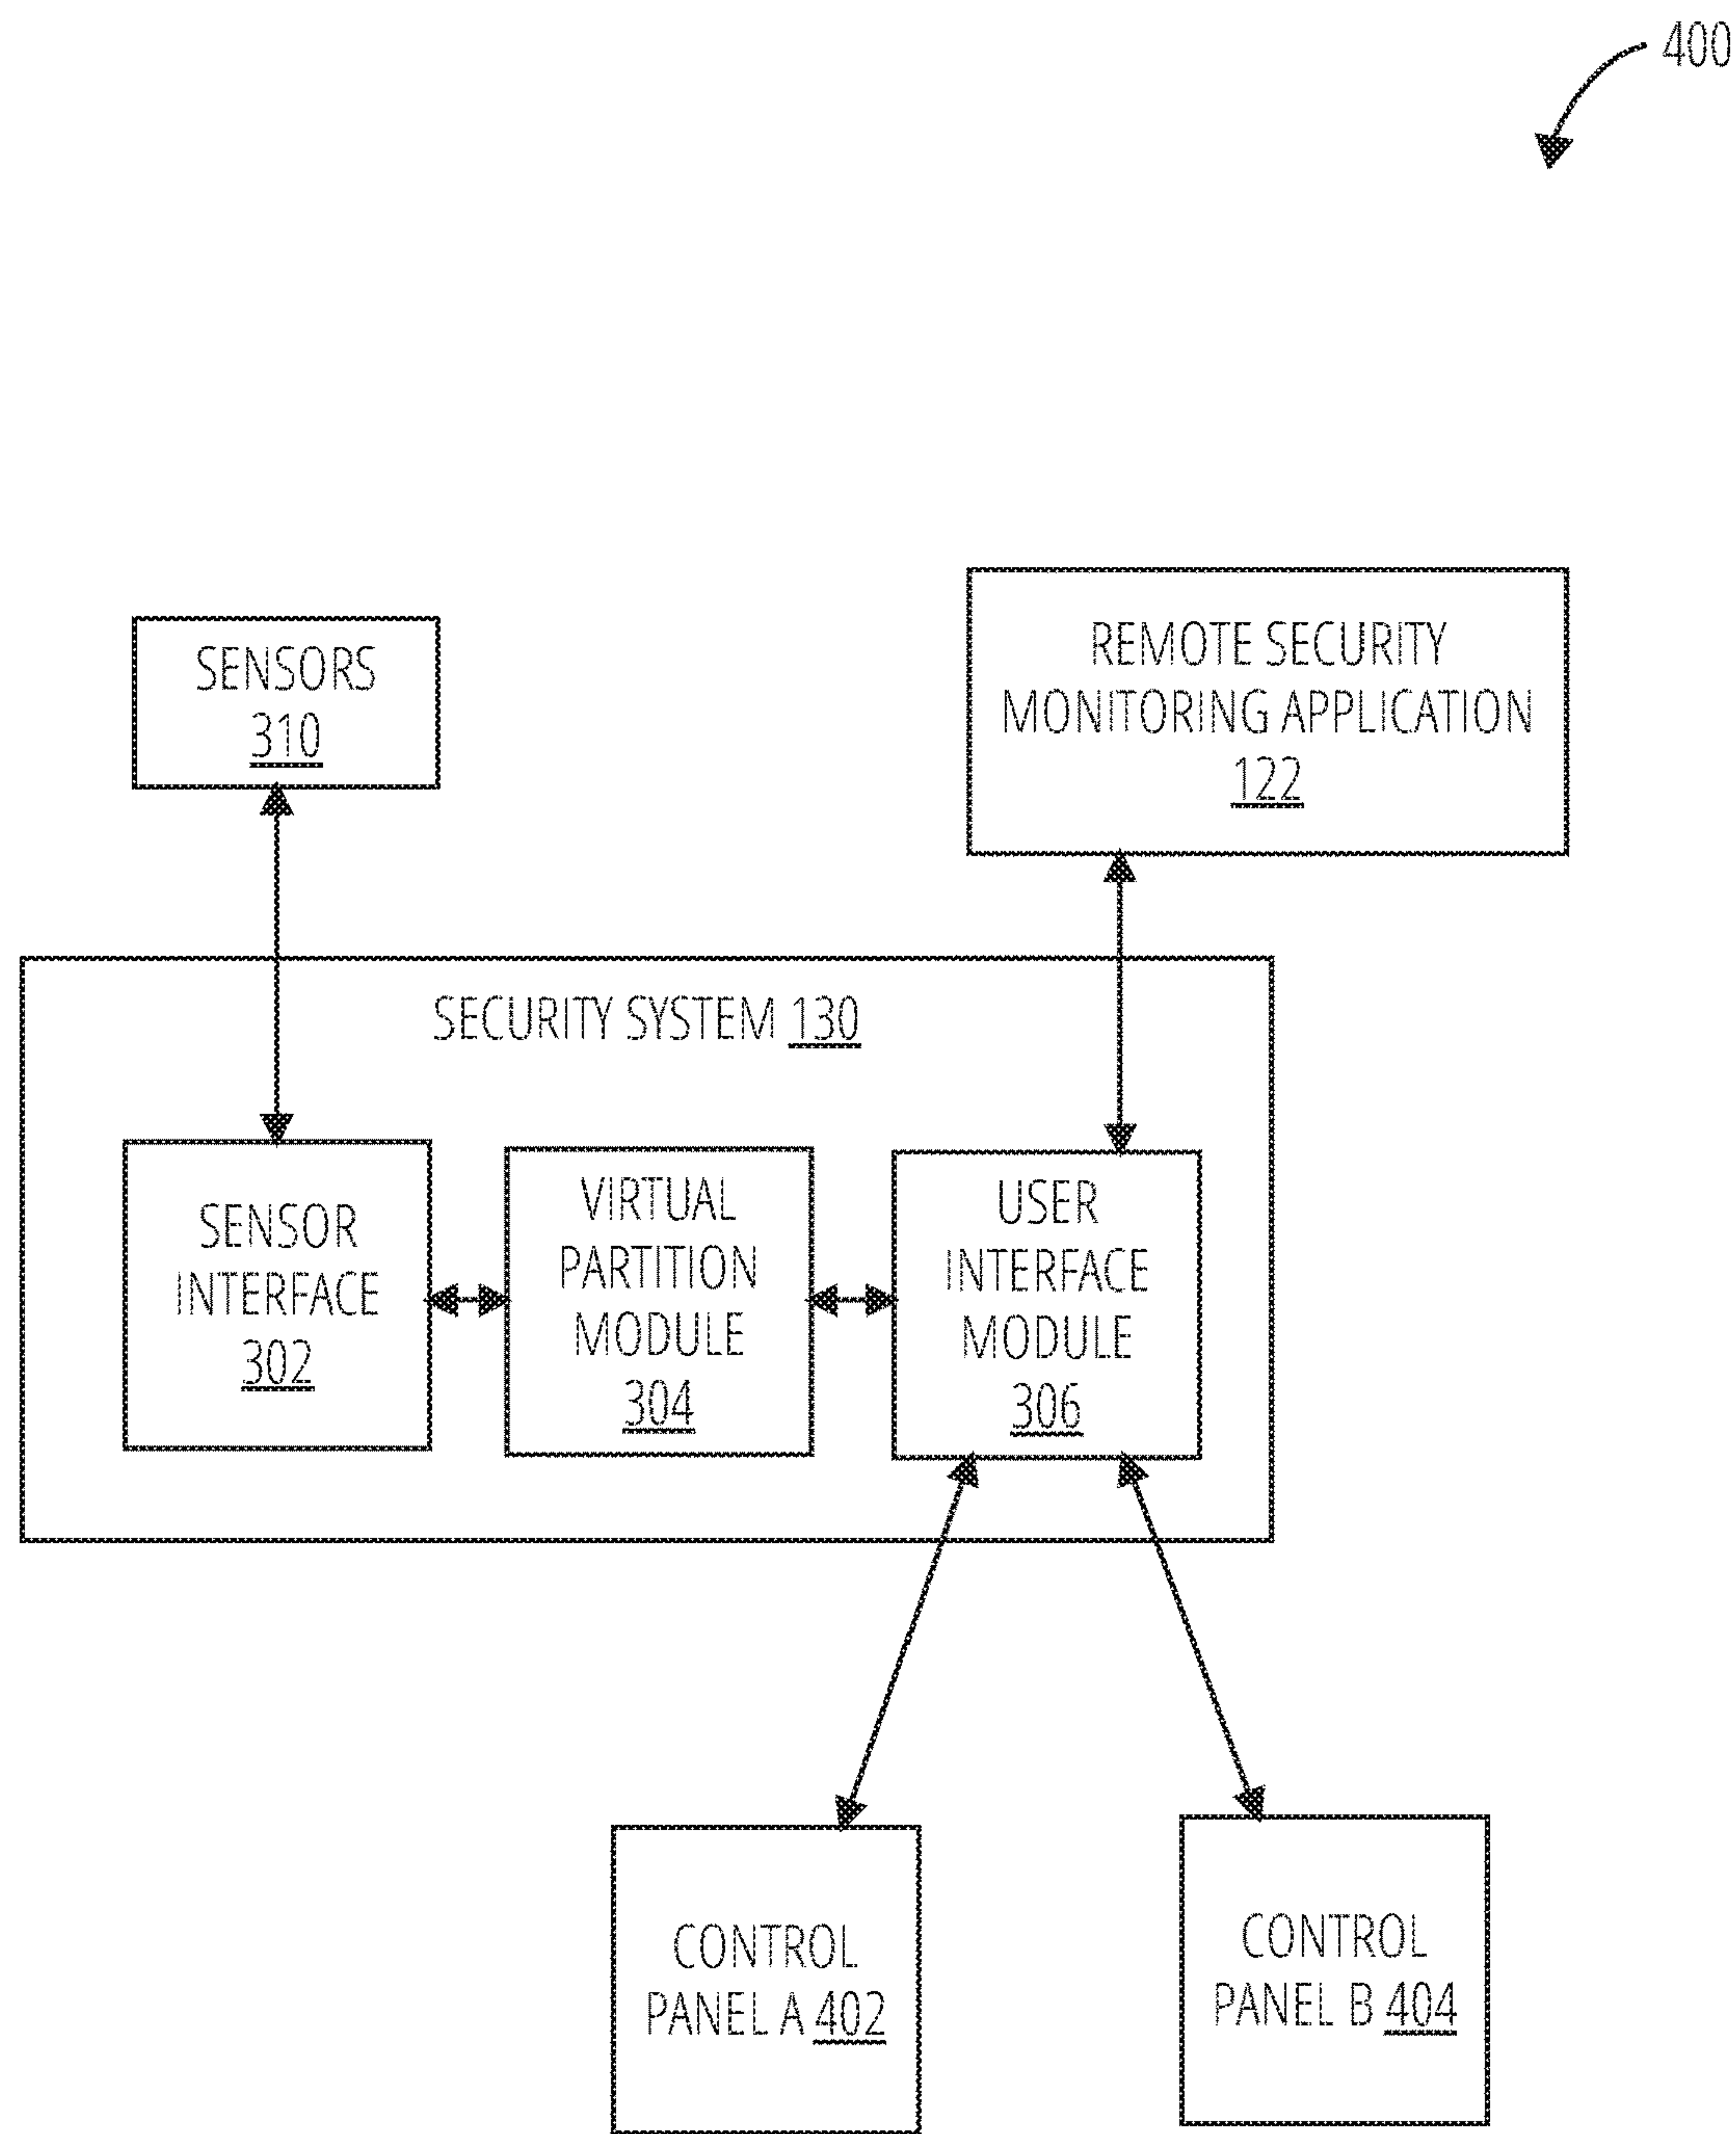 400
SENSORS
310
REMOTE SECURITY
MONITORING APPLICATION
122
SECURITY SYSTEM 130
SENSOR
INTERFACE
302
VIRTUAL
PARTITION
MODULE
304
USER
INTERFACE
MODULE
306
CONTROL
PANEL A 402
CONTROL
PANEL B 404